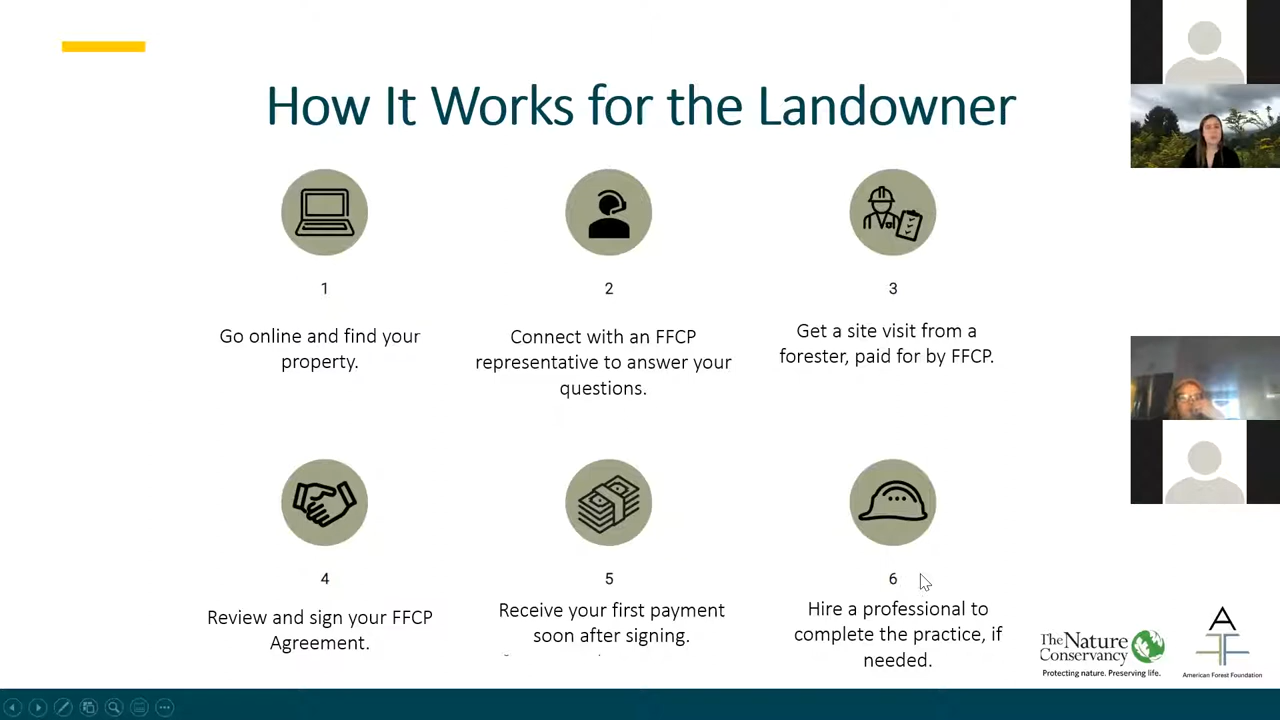 How It Works for the Landowner
1
Go online and find your
property.
2
Connect with an FFCP
representative to answer your
questions.
3
Get a site visit from a
forester, paid for by FFCP.
4
Review and sign your FFCP
Agreement.
5
Receive your first payment
soon after signing.
6
Hire a professional to
complete the practice, if
needed.
The Nature
Conservancy
Protecting nature. Preserving life.
American Forest Foundation